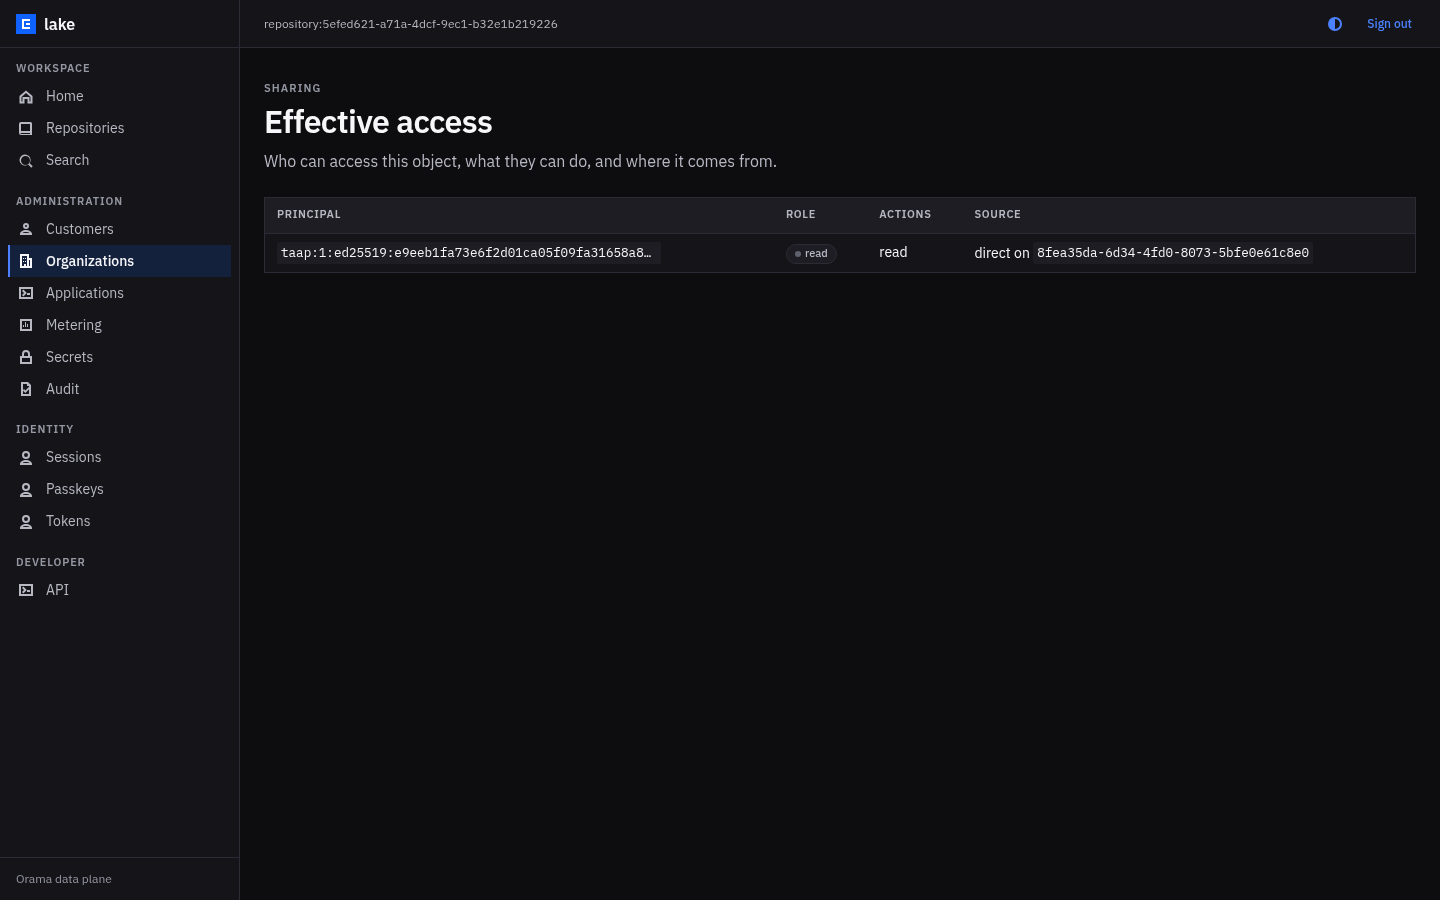 lake
repository:5efed621-a71a-4dcf-9ec1-b32e1b219226
Sign out
WORKSPACE
Home
Repositories
Search
ADMINISTRATION
Customers
Organizations
Applications
Metering
Secrets
Audit
IDENTITY
Sessions
Passkeys
Tokens
DEVELOPER
API
Orama data plane
SHARING
Effective access
Who can access this object, what they can do, and where it comes from.
PRINCIPAL ROLE ACTIONS SOURCE
taap:1:ed25519:e9eeb1fa73e6f2d01ca05f09fa31658a8… read read direct on 8fea35da-6d34-4fd0-8073-5bfe0e61c8e0